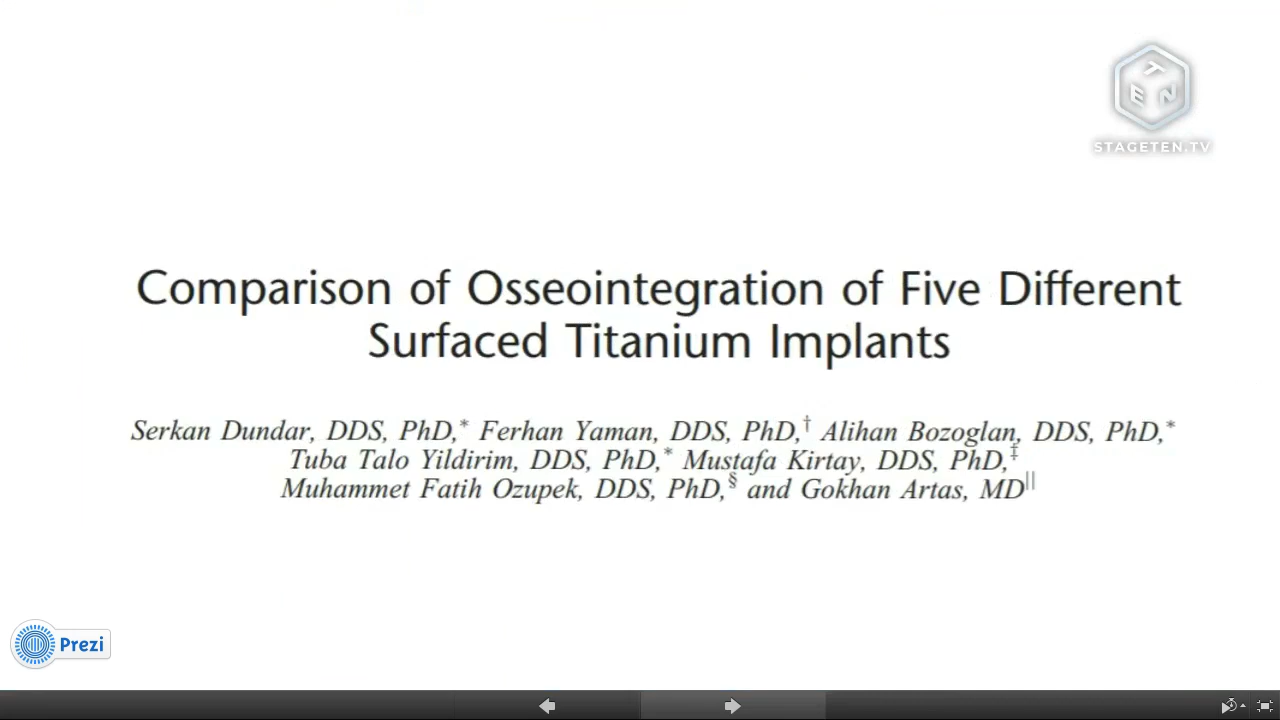 TEN
STAGETEN.TV
Comparison of Osseointegration of Five Different
Surfaced Titanium Implants
Serkan Dundar, DDS, PhD,* Ferhan Yaman, DDS, PhD,† Alihan Bozoglan, DDS, PhD,*
Tuba Talo Yildirim, DDS, PhD,* Mustafa Kirtay, DDS, PhD,‡
Muhammet Fatih Ozupek, DDS, PhD,§ and Gokhan Artas, MD||
Prezi